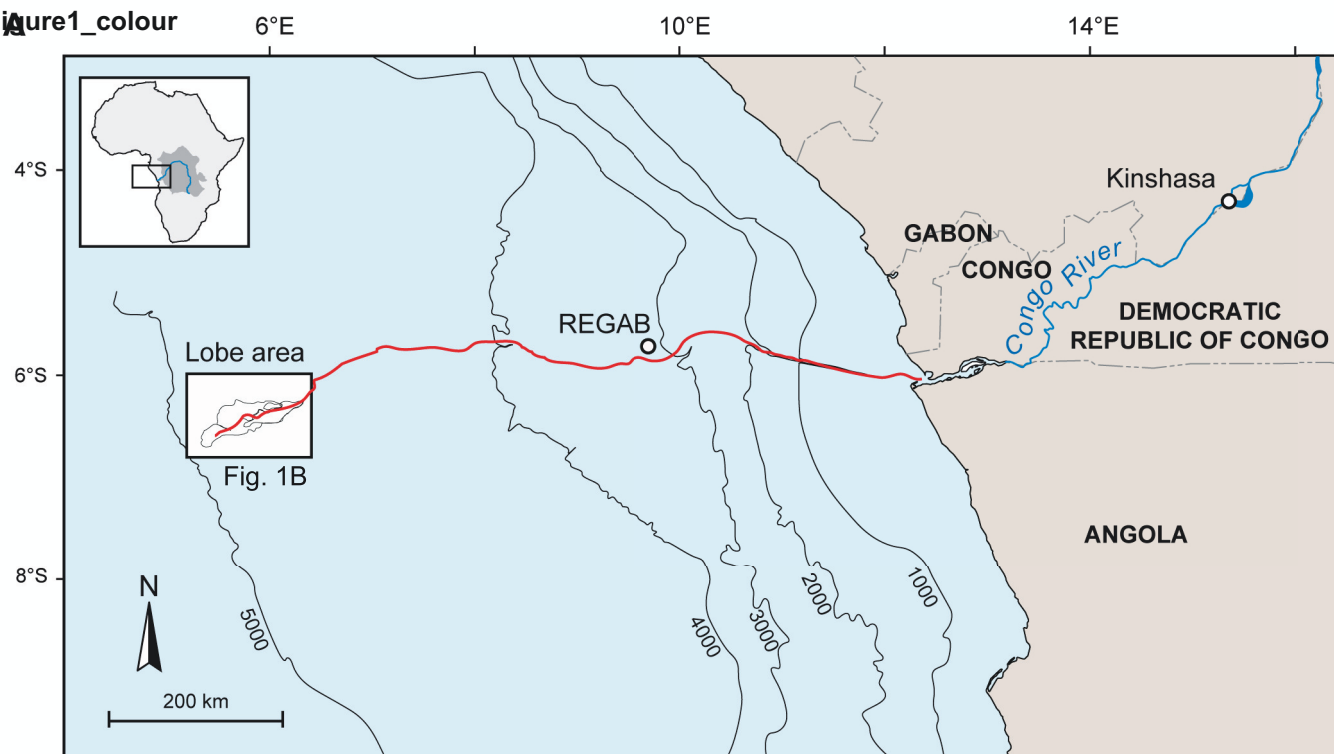 Figure1_colour
A
6°E
10°E
14°E
4°S
6°S
8°S
Kinshasa
GABON
CONGO
Congo River
DEMOCRATIC
REPUBLIC OF CONGO
REGAB
Lobe area
Fig. 1B
ANGOLA
N
200 km
5000
4000
3000
2000
1000